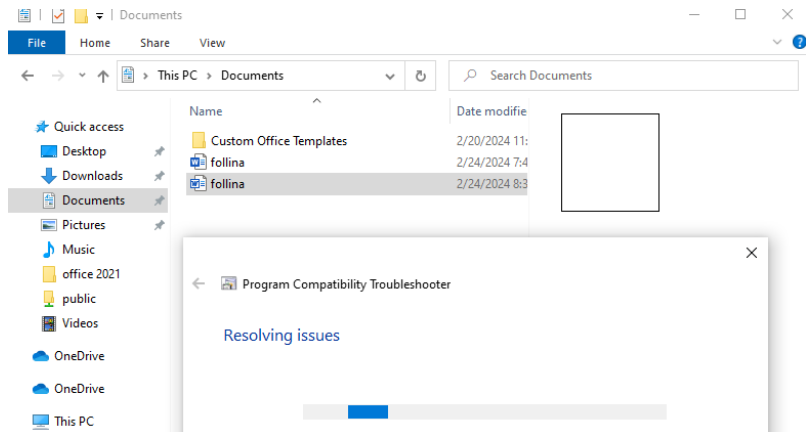 Documents
File Home Share View
This PC > Documents
Search Documents
Name Date modifie
Quick access
Desktop
Downloads
Documents
Pictures
Music
office 2021
public
Videos
OneDrive
OneDrive
This PC
Custom Office Templates 2/20/2024 11:
follina 2/24/2024 7:4
follina 2/24/2024 8:3
Program Compatibility Troubleshooter
Resolving issues